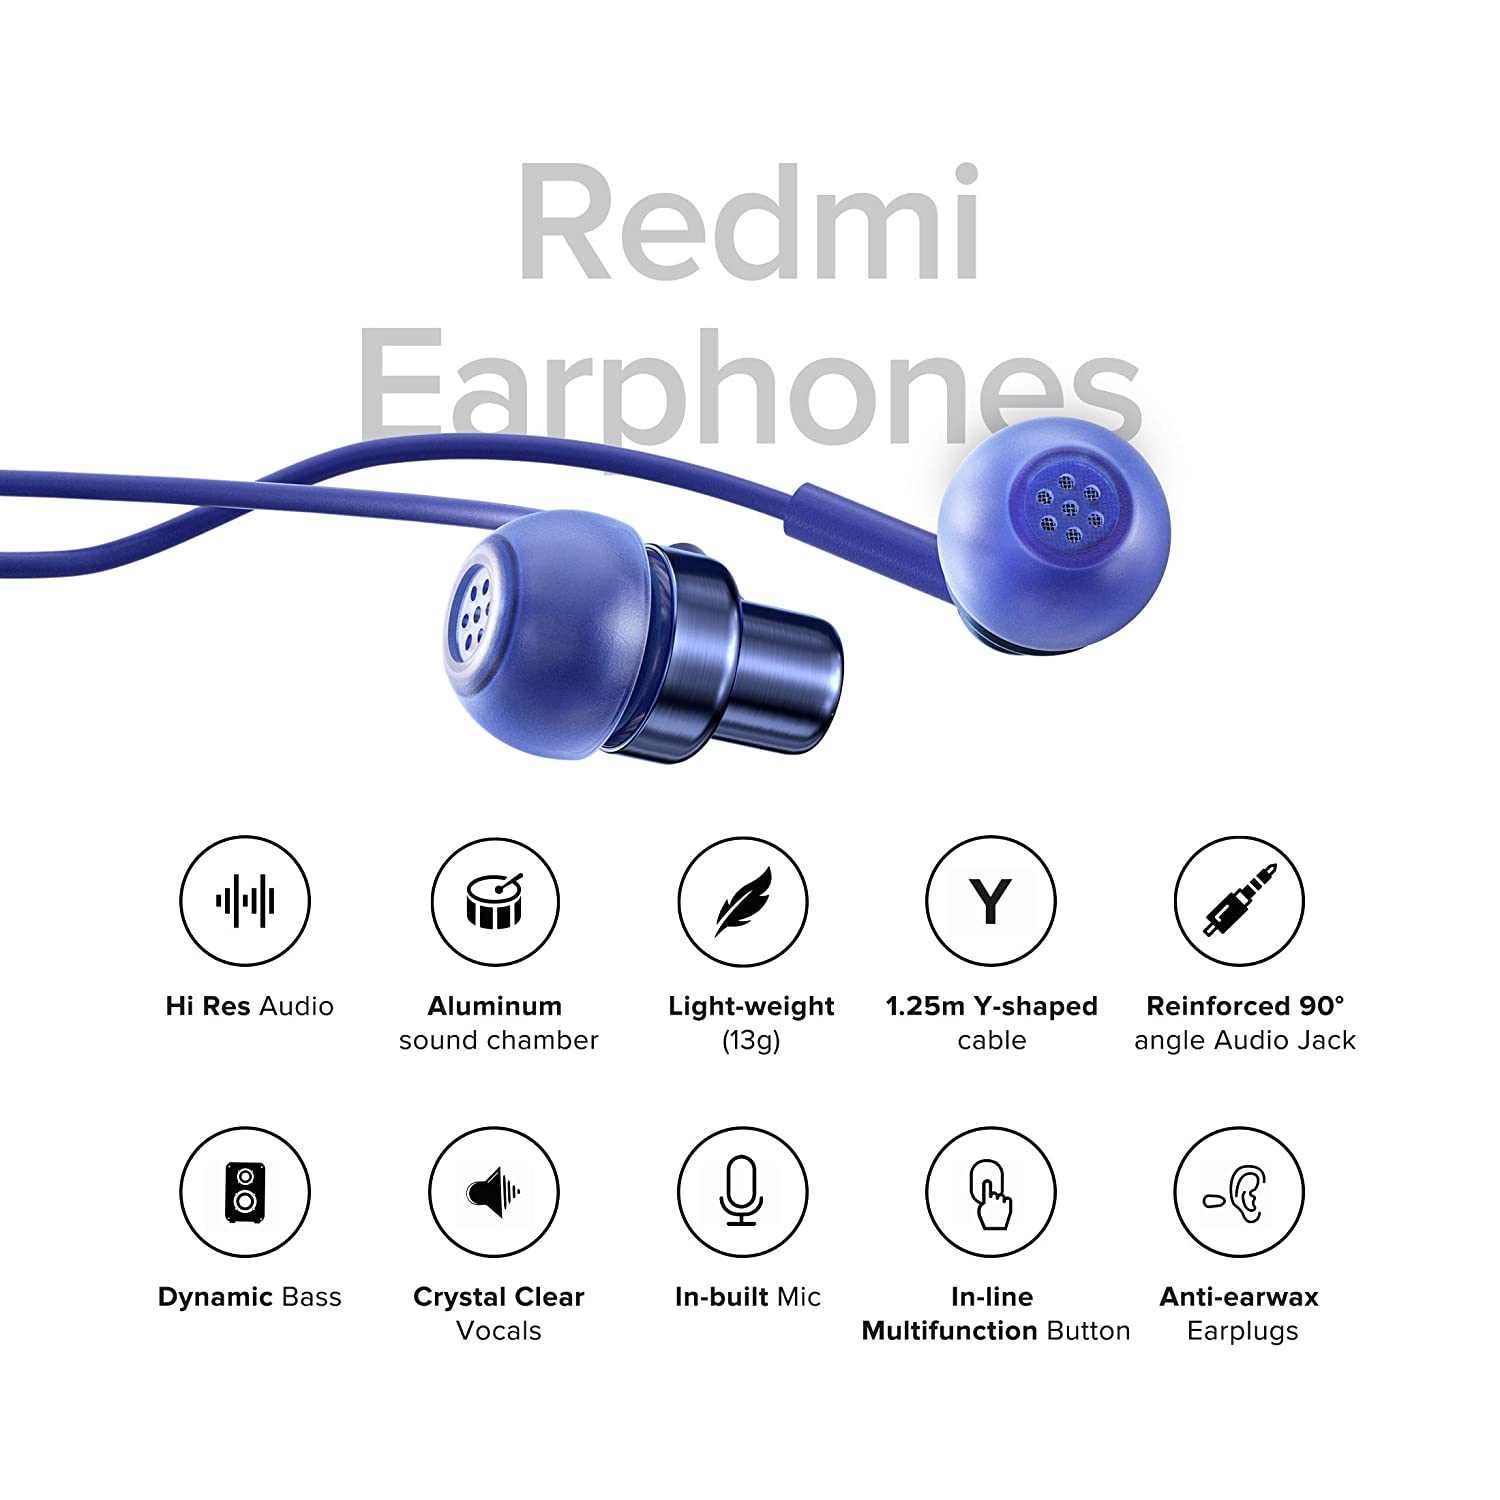 Redmi
Earphones
Y
Hi Res Audio
Aluminum
sound chamber
Light-weight
(13g)
1.25m Y-shaped
cable
Reinforced 90°
angle Audio Jack
Dynamic Bass
Crystal Clear
Vocals
In-built Mic
In-line
Multifunction Button
Anti-earwax
Earplugs